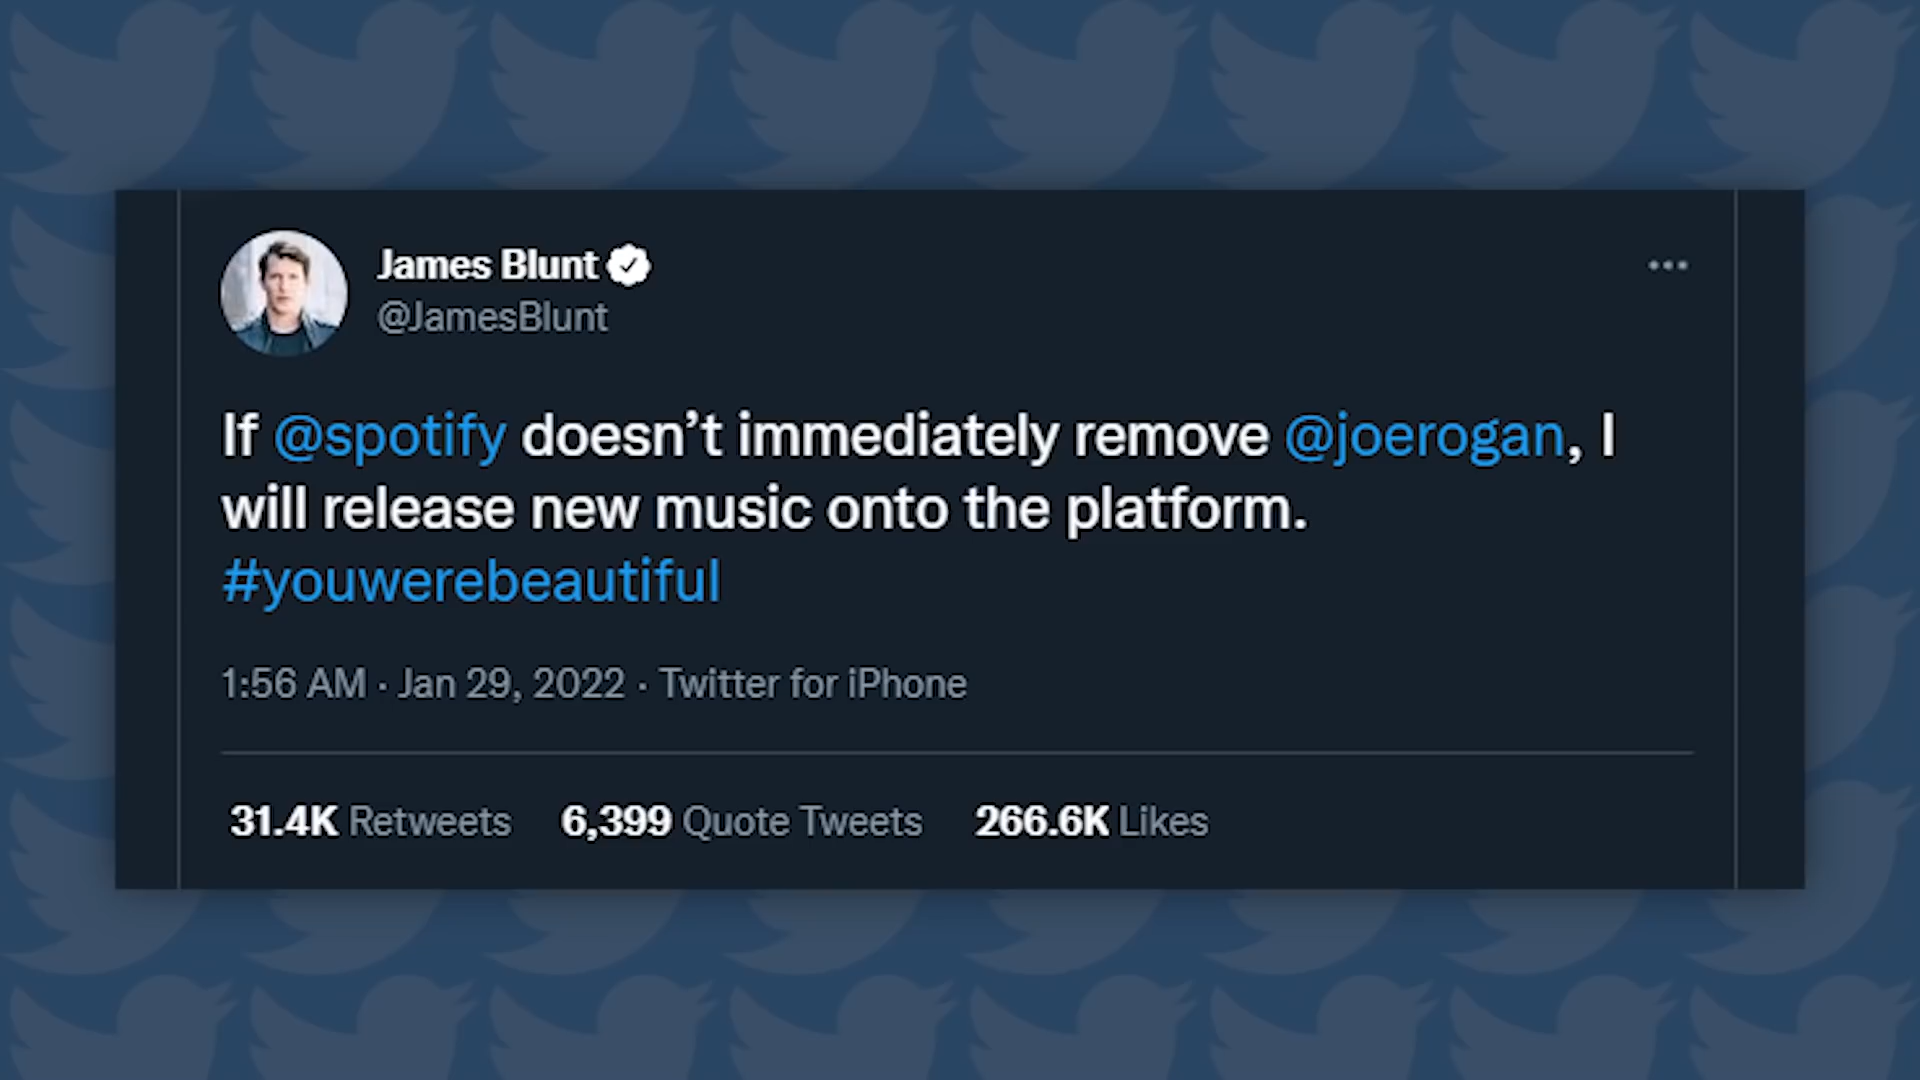 James Blunt
@JamesBlunt
If @spotify doesn’t immediately remove @joerogan, I
will release new music onto the platform.
#youwerebeautiful
1:56 AM · Jan 29, 2022 · Twitter for iPhone
31.4K Retweets 6,399 Quote Tweets 266.6K Likes